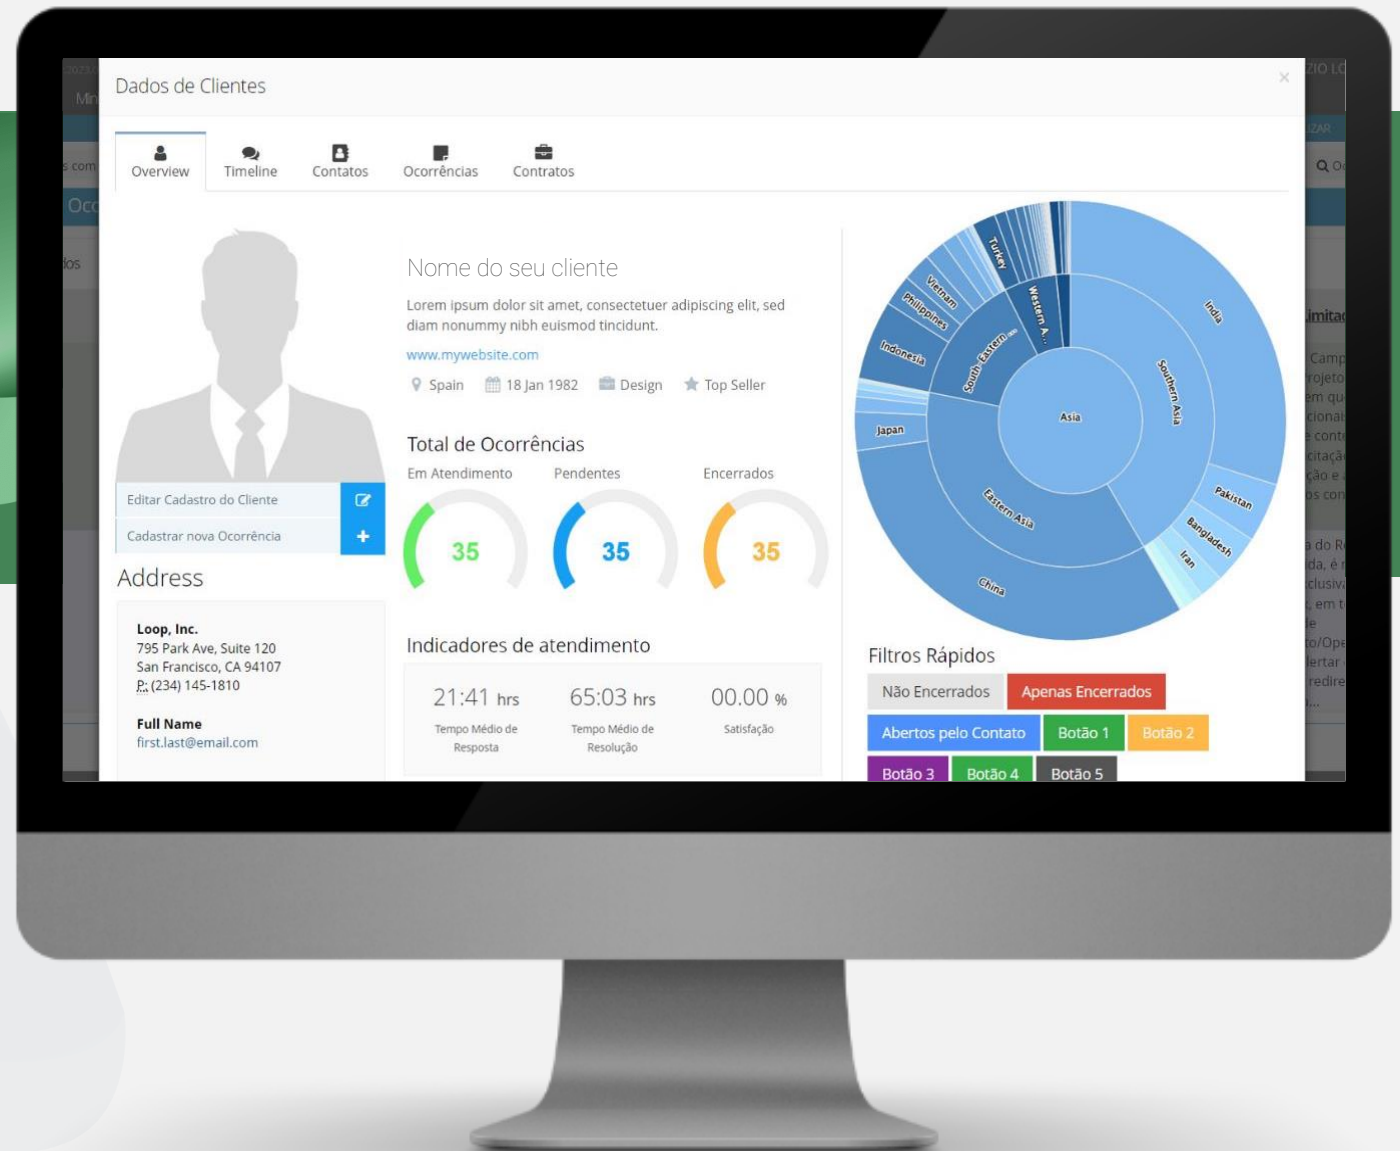 Dados de Clientes
×
Overview
Timeline
Contatos
Ocorrências
Contratos
Nome do seu cliente
Lorem ipsum dolor sit amet, consectetuer adipiscing elit, sed
diam nonummy nibh euismod tincidunt.
www.mywebsite.com
Spain 18 Jan 1982 Design Top Seller
Editar Cadastro do Cliente
Cadastrar nova Ocorrência
Address
Loop, Inc.
795 Park Ave, Suite 120
San Francisco, CA 94107
P: (234) 145-1810
Full Name
first.last@email.com
Total de Ocorrências
Em Atendimento
Pendentes
Encerrados
35
35
35
Indicadores de atendimento
21:41 hrs
Tempo Médio de
Resposta
65:03 hrs
Tempo Médio de
Resolução
00.00 %
Satisfação
Asia
Southern Asia
Eastern Asia
South-Eastern ...
Western A...
India
Pakistan
Bangladesh
Iran
China
Japan
Indonesia
Philippines
Vietnam
Turkey
Filtros Rápidos
Não Encerrados
Apenas Encerrados
Abertos pelo Contato
Botão 1
Botão 2
Botão 3
Botão 4
Botão 5